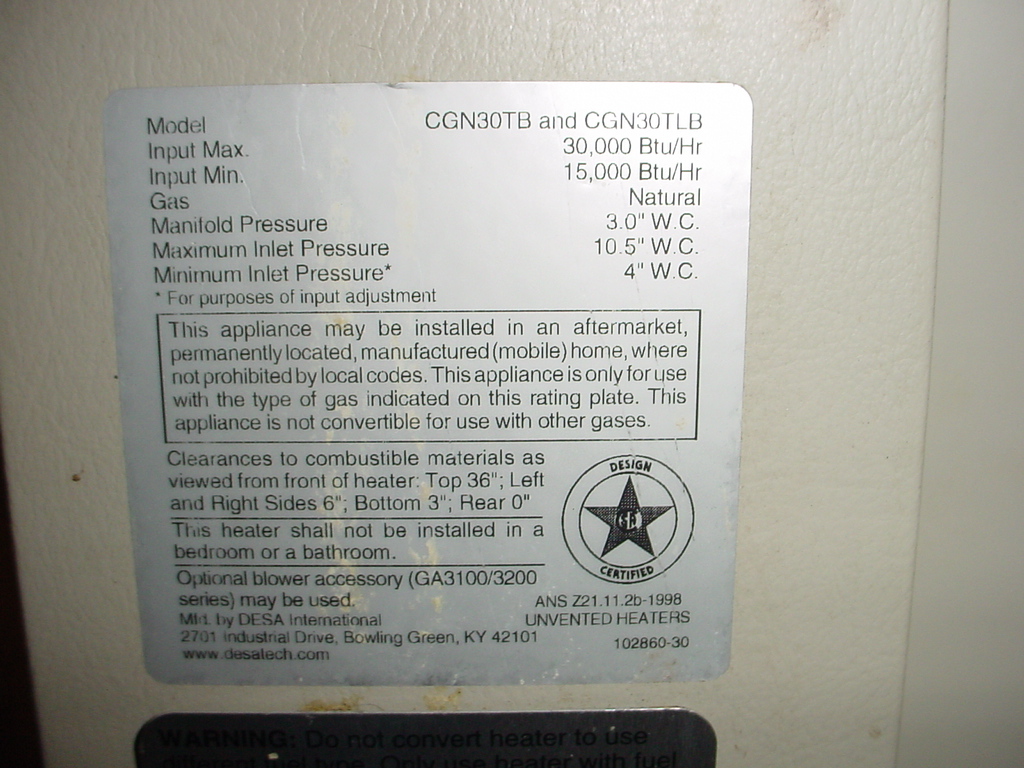 Model CGN30TB and CGN30TLB
Input Max. 30,000 Btu/Hr
Input Min. 15,000 Btu/Hr
Gas Natural
Manifold Pressure 3.0" W.C.
Maximum Inlet Pressure 10.5" W.C.
Minimum Inlet Pressure* 4" W.C.
* For purposes of input adjustment
This appliance may be installed in an aftermarket,
permanently located, manufactured (mobile) home, where
not prohibited by local codes. This appliance is only for use
with the type of gas indicated on this rating plate. This
appliance is not convertible for use with other gases.
Clearances to combustible materials as
viewed from front of heater: Top 36"; Left
and Right Sides 6"; Bottom 3"; Rear 0"
This heater shall not be installed in a
bedroom or a bathroom.
Optional blower accessory (GA3100/3200
series) may be used.
Mfd. by DESA International
2701 Industrial Drive, Bowling Green, KY 42101
www.desatech.com
DESIGN
CERTIFIED
ANS Z21.11.2b-1998
UNVENTED HEATERS
102860-30
WARNING: Do not convert heater to use
different fuel type. Only use heater with fuel